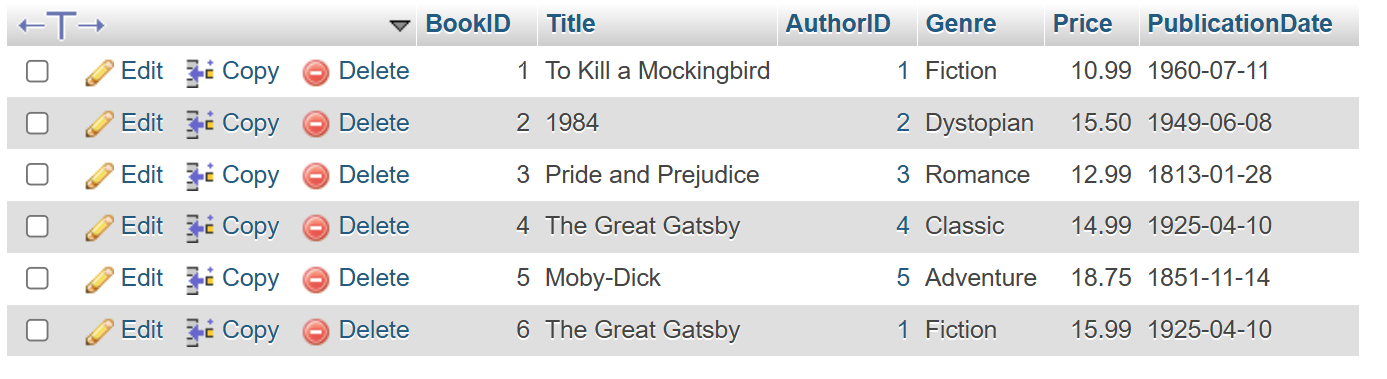 BookID Title AuthorID Genre Price PublicationDate
Edit Copy Delete 1 To Kill a Mockingbird 1 Fiction 10.99 1960-07-11
Edit Copy Delete 2 1984 2 Dystopian 15.50 1949-06-08
Edit Copy Delete 3 Pride and Prejudice 3 Romance 12.99 1813-01-28
Edit Copy Delete 4 The Great Gatsby 4 Classic 14.99 1925-04-10
Edit Copy Delete 5 Moby-Dick 5 Adventure 18.75 1851-11-14
Edit Copy Delete 6 The Great Gatsby 1 Fiction 15.99 1925-04-10